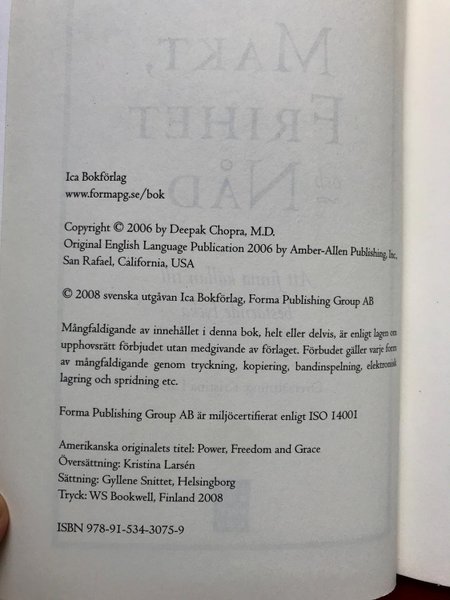 MAKT,
FRIHET
NÅD
Ica Bokförlag
www.formapg.se/bok
Copyright © 2006 by Deepak Chopra, M.D.
Original English Language Publication 2006 by Amber-Allen Publishing, Inc,
San Rafael, California, USA
© 2008 svenska utgåvan Ica Bokförlag, Forma Publishing Group AB
Mångfaldigande av innehållet i denna bok, helt eller delvis, är enligt lagen om
upphovsrätt förbjudet utan medgivande av förlaget. Förbudet gäller varje form
av mångfaldigande genom tryckning, kopiering, bandinspelning, elektronisk
lagring och spridning etc.
Forma Publishing Group AB är miljöcertifierat enligt ISO 14001
Amerikanska originalets titel: Power, Freedom and Grace
Översättning: Kristina Larsén
Sättning: Gyllene Snittet, Helsingborg
Tryck: WS Bookwell, Finland 2008
ISBN 978-91-534-3075-9